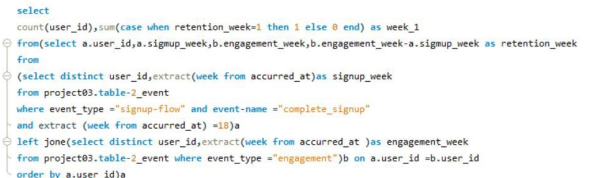 select
count(user_id),sum(case when retention_week=1 then 1 else 0 end) as week_1
from(select a.user_id,a.sigmup_week,b.engagement_week,b.engagement_week-a.sigmup_week as retention_week
from
(select distinct user_id,extract(week from accurred_at)as signup_week
from project03.table-2_event
where event_type ="signup-flow" and event-name ="complete_signup"
and extract (week from accurred_at) =18)a
left jone(select distinct user_id,extract(week from accurred_at )as engagement_week
from project03.table-2_event where event_type ="engagement")b on a.user_id =b.user_id
order by a.user_id)a